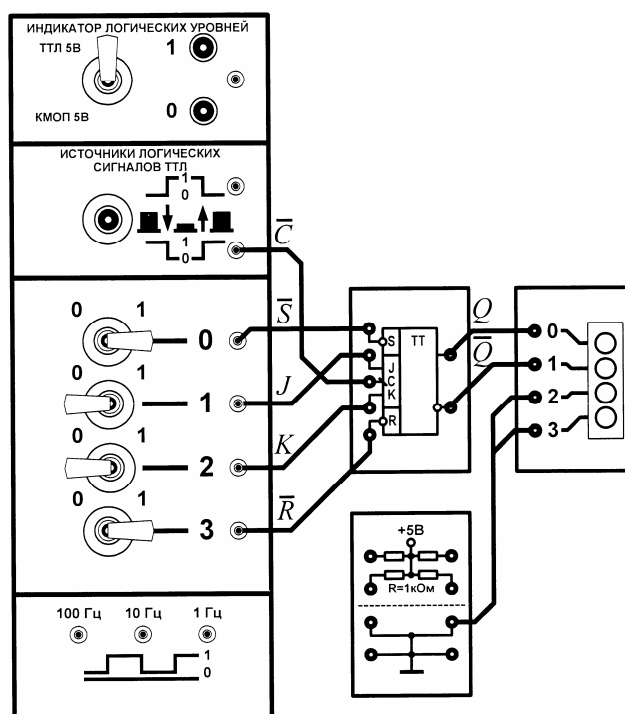 ИНДИКАТОР ЛОГИЧЕСКИХ УРОВНЕЙ
ТТЛ 5В
1
КМОП 5В
0
ИСТОЧНИКИ ЛОГИЧЕСКИХ
СИГНАЛОВ ТТЛ
1
0
1
0
C̅
0 1
0
S̅
0 1
1
J
0 1
2
K
0 1
3
R̅
S
J
C
K
R
TT
Q
Q̅
0
1
2
3
+5В
R=1кОм
100 Гц 10 Гц 1 Гц
1
0